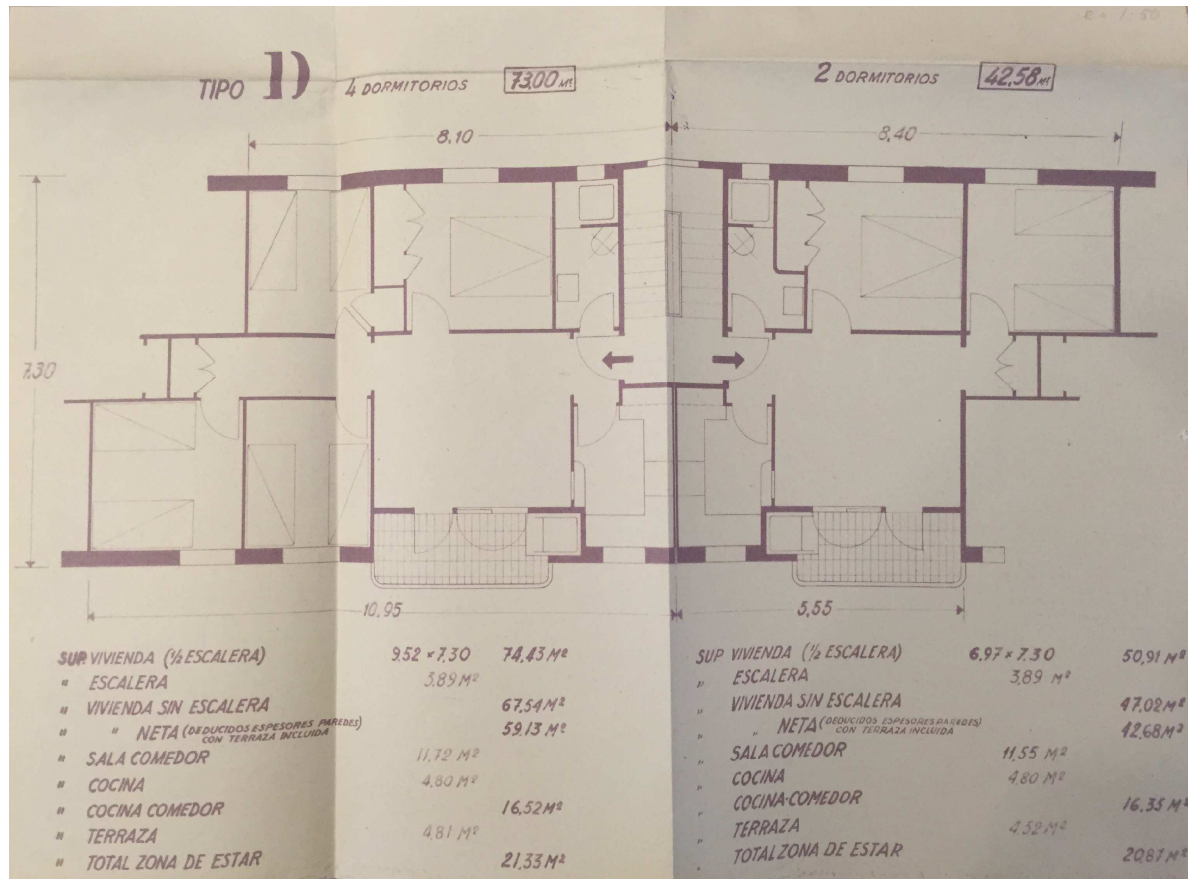 E = 1:50
TIPO D 4 DORMITORIOS 73.00 M²
2 DORMITORIOS 42,58 M²
8,10
8,40
7.30
10,95
5,55
SUP. VIVIENDA (½ ESCALERA) 9.52 × 7.30 74,43 M²
" ESCALERA 3,89 M²
" VIVIENDA SIN ESCALERA 67.54 M²
" " NETA (DEDUCIDOS ESPESORES PAREDES) CON TERRAZA INCLUIDA 59.13 M²
" SALA COMEDOR 11,72 M²
" COCINA 4,80 M²
" COCINA COMEDOR 16,52 M²
" TERRAZA 4,81 M²
" TOTAL ZONA DE ESTAR 21,33 M²
SUP VIVIENDA (½ ESCALERA) 6,97 × 7.30 50,91 M²
" ESCALERA 3,89 M²
" VIVIENDA SIN ESCALERA 47.02 M²
" " NETA (DEDUCIDOS ESPESORES PAREDES) CON TERRAZA INCLUIDA 42,68 M²
" SALA COMEDOR 11,55 M²
" COCINA 4,80 M²
" COCINA-COMEDOR 16,35 M²
" TERRAZA 4,52 M²
" TOTAL ZONA DE ESTAR 20,87 M²